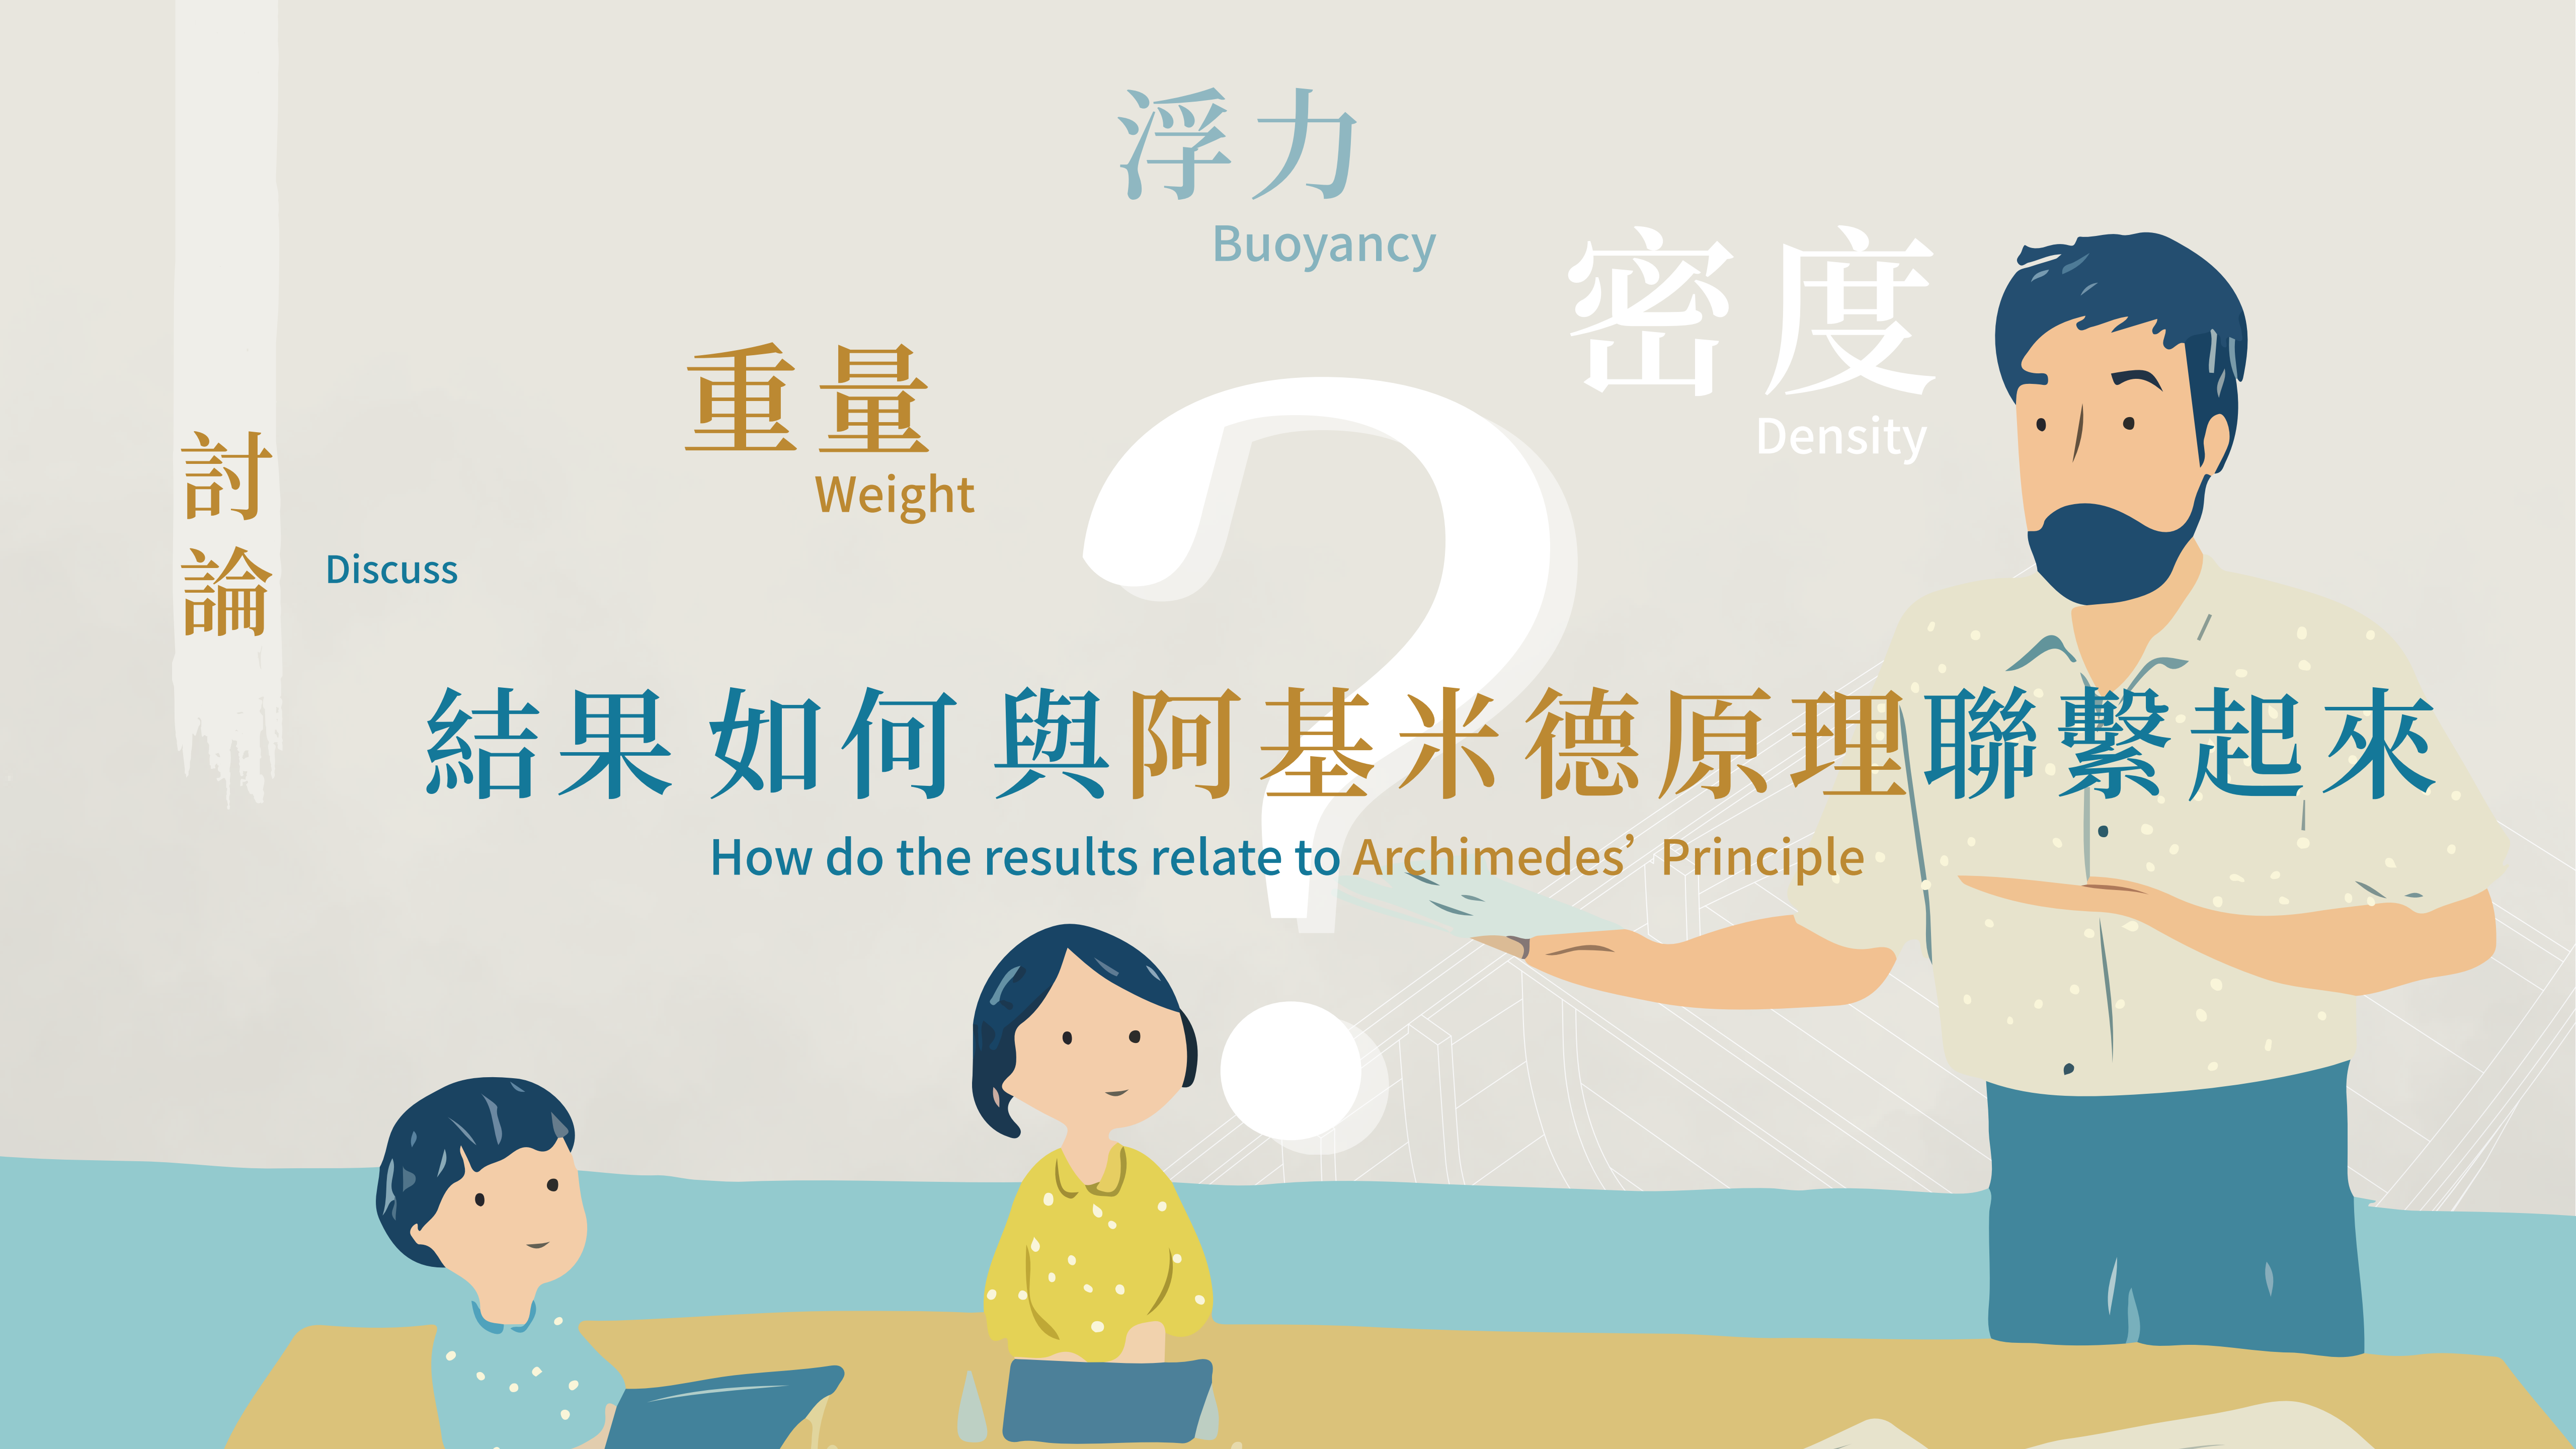 浮力
Buoyancy
密度
Density
重量
Weight
討論
Discuss
結果 如何 與阿基米德原理聯繫起來
How do the results relate to Archimedes’ Principle
?